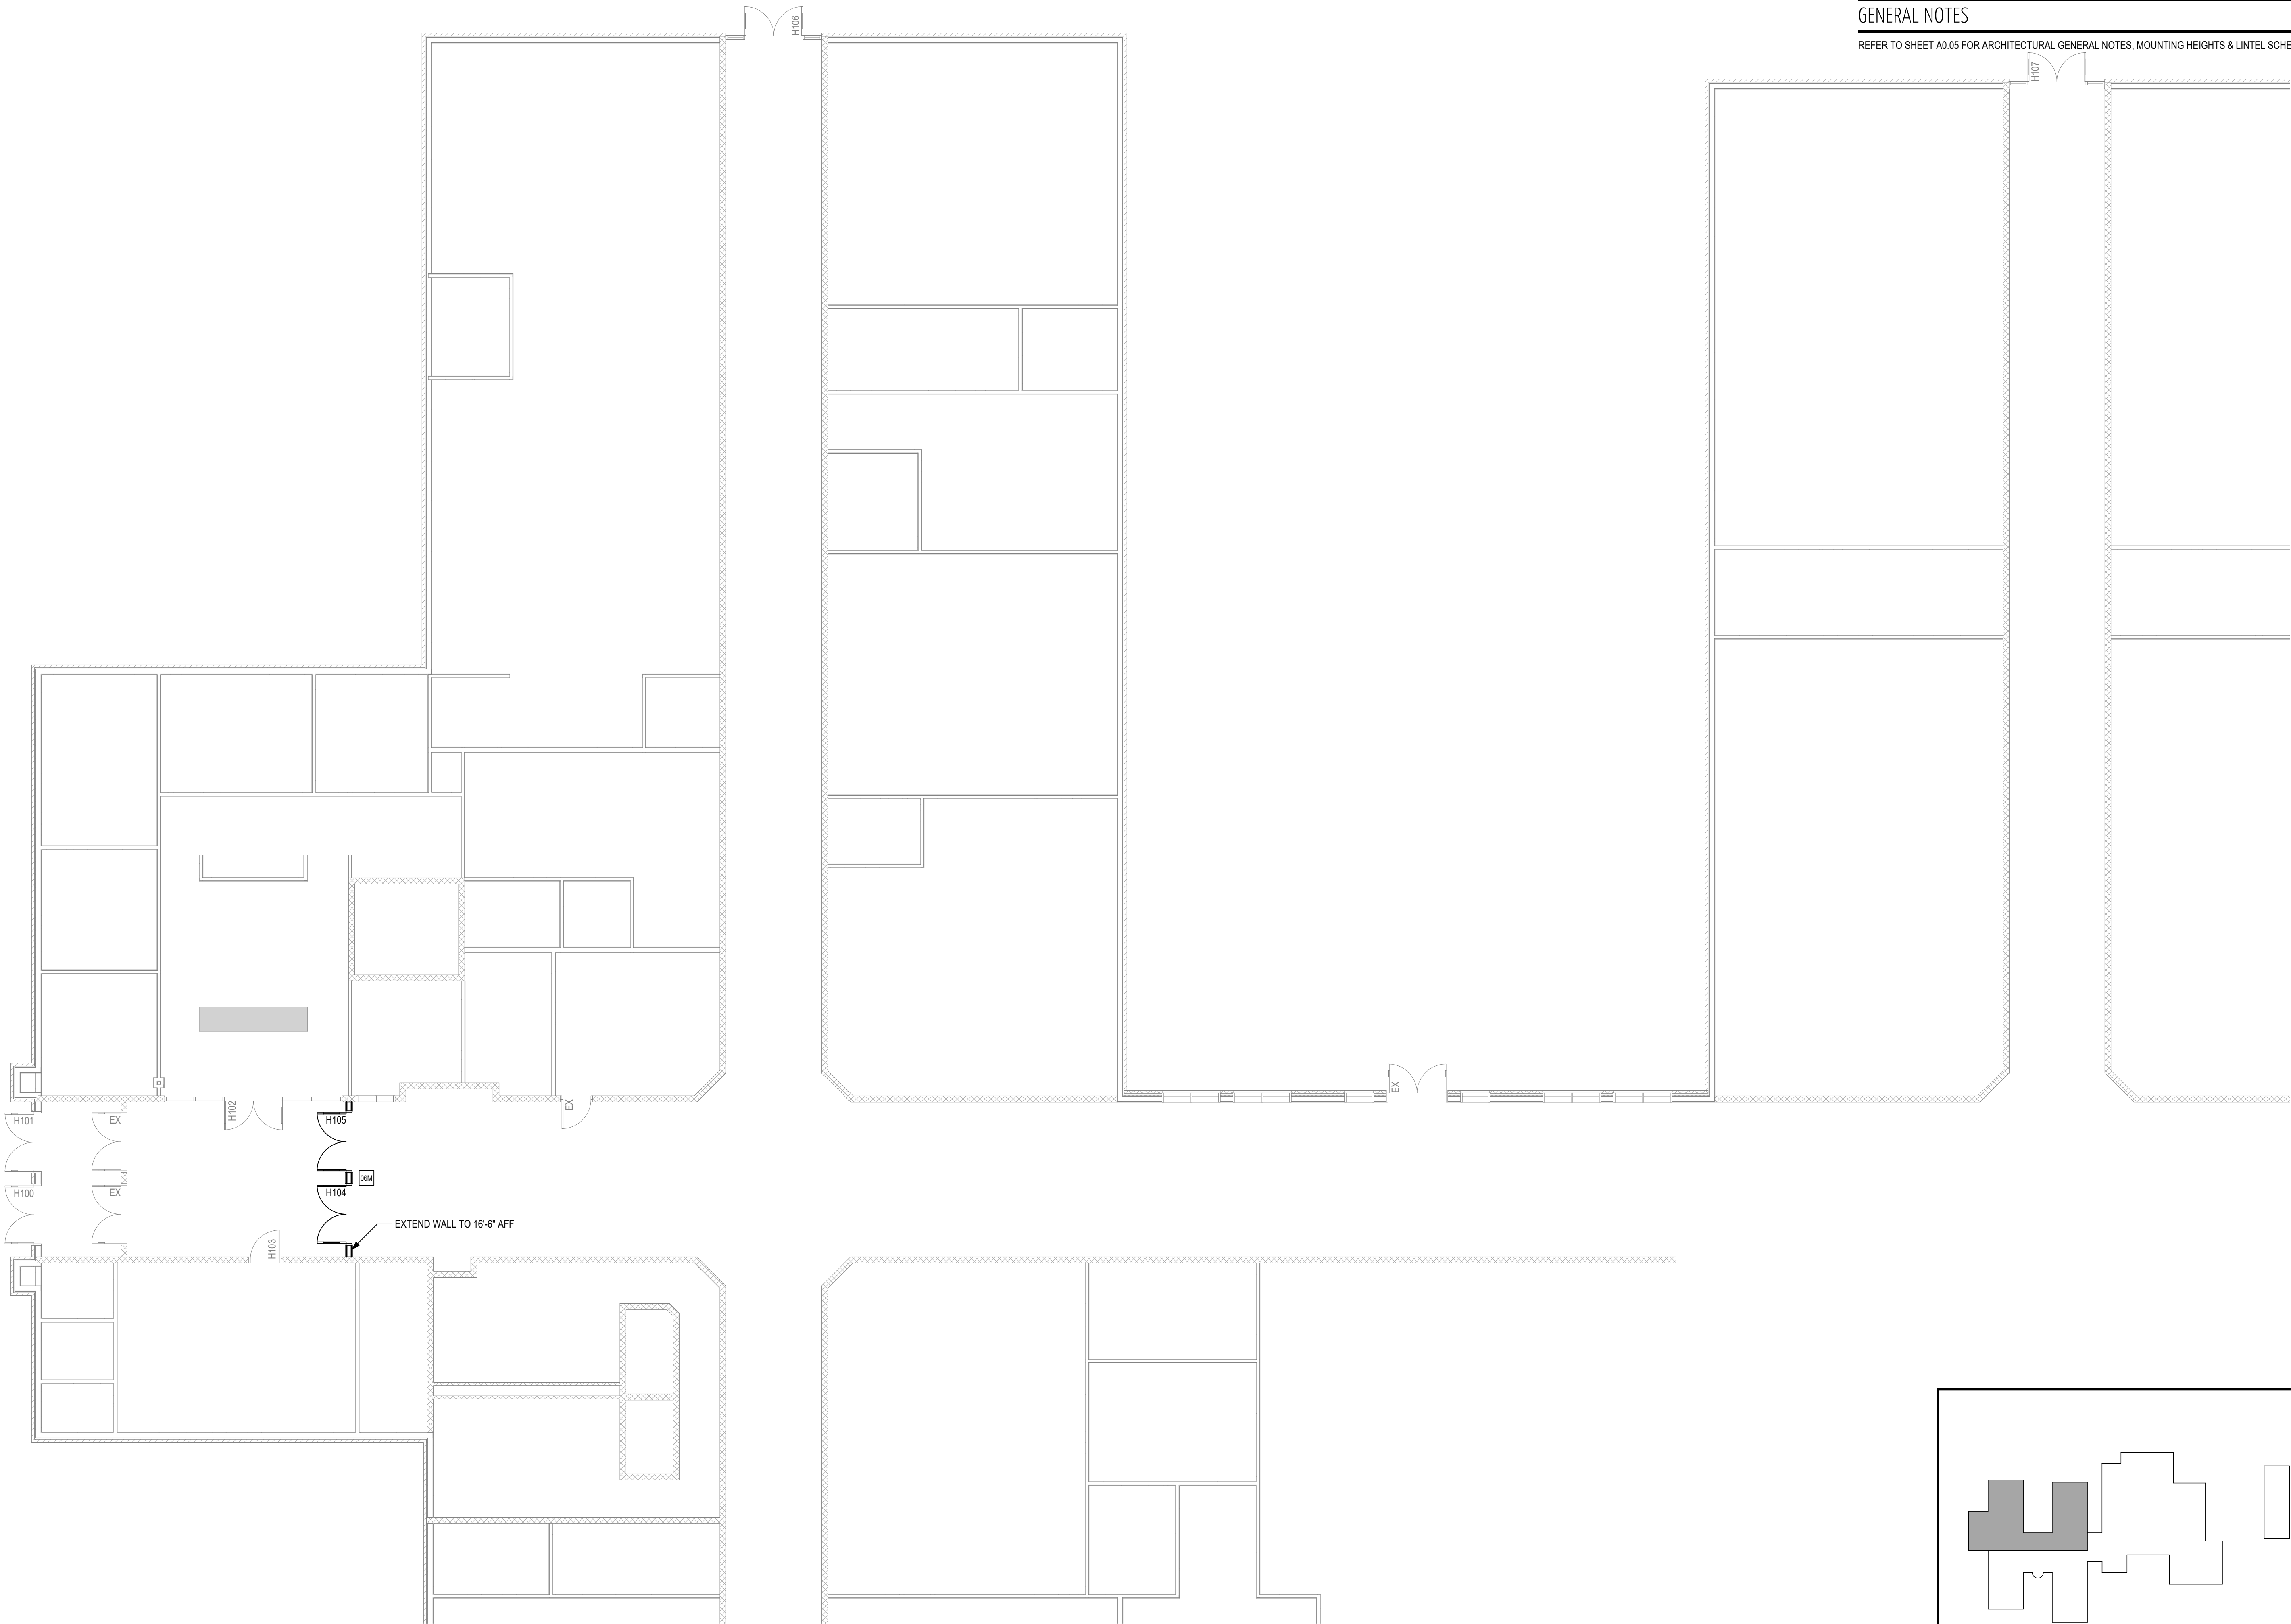 GENERAL NOTES
REFER TO SHEET A0.05 FOR ARCHITECTURAL GENERAL NOTES, MOUNTING HEIGHTS & LINTEL SCHE
H106
H107
EX
H102
EX
H101
EX
H105
06M
H100
EX
H104
EXTEND WALL TO 16'-6" AFF
H103